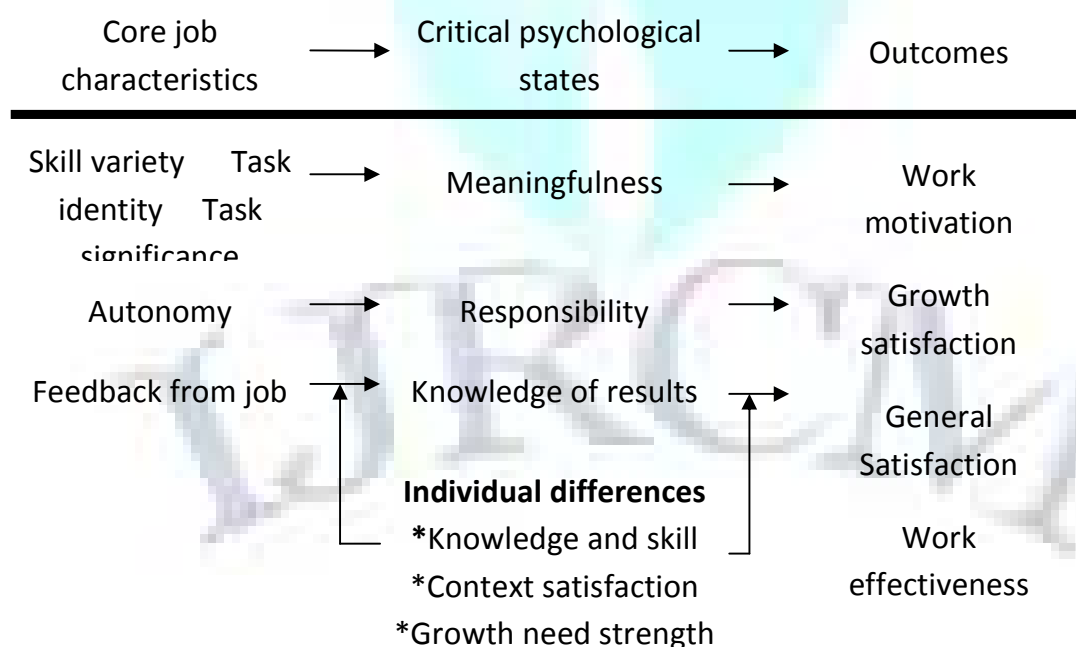 Core job
characteristics
Critical psychological
states
Outcomes
Skill variety Task
identity Task
significance
Meaningfulness
Work
motivation
Autonomy
Responsibility
Growth
satisfaction
Feedback from job
Knowledge of results
General
Satisfaction
Individual differences
*Knowledge and skill
*Context satisfaction
*Growth need strength
Work
effectiveness
IJRCM